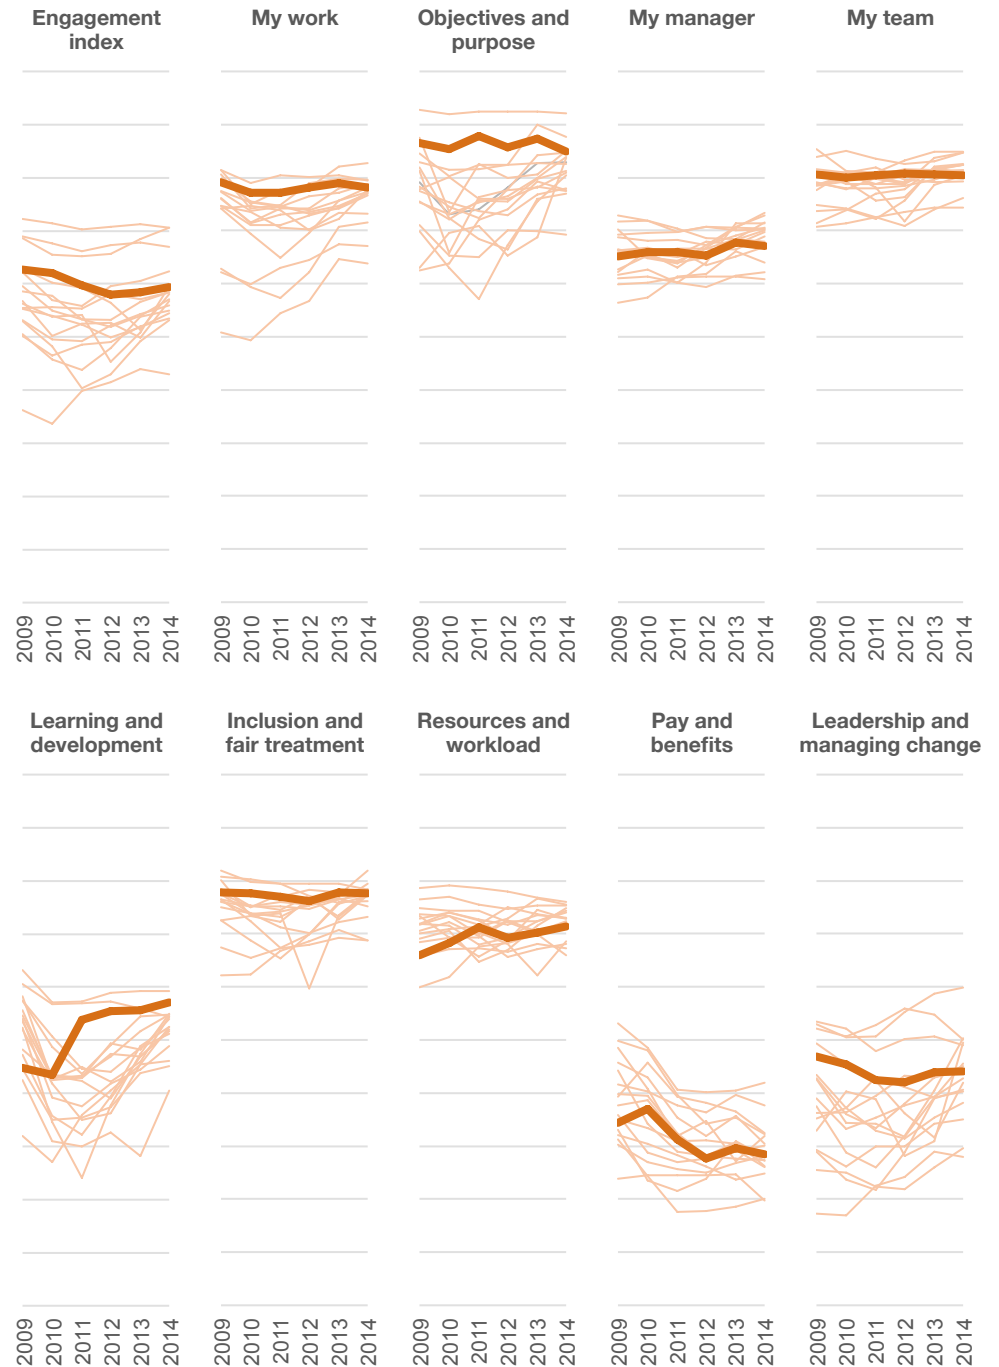 Engagement
index
My work
Objectives and
purpose
My manager
My team
2009 2010 2011 2012 2013 2014
2009 2010 2011 2012 2013 2014
2009 2010 2011 2012 2013 2014
2009 2010 2011 2012 2013 2014
2009 2010 2011 2012 2013 2014
Learning and
development
Inclusion and
fair treatment
Resources and
workload
Pay and
benefits
Leadership and
managing change
2009 2010 2011 2012 2013 2014
2009 2010 2011 2012 2013 2014
2009 2010 2011 2012 2013 2014
2009 2010 2011 2012 2013 2014
2009 2010 2011 2012 2013 2014